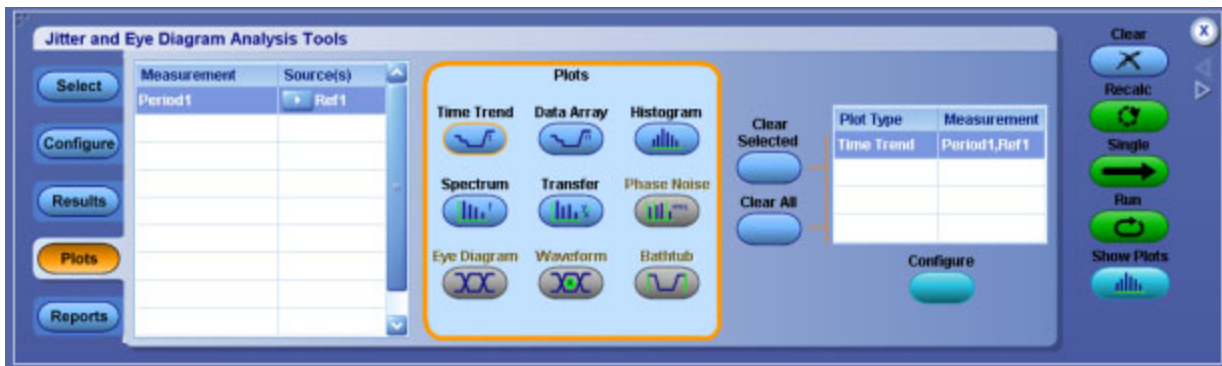 Jitter and Eye Diagram Analysis Tools
Select
Configure
Results
Plots
Reports
Measurement Source(s)
Period1 Ref1
Plots
Time Trend Data Array Histogram
Spectrum Transfer Phase Noise
Eye Diagram Waveform Bathtub
Clear Selected
Clear All
Plot Type Measurement
Time Trend Period1,Ref1
Configure
Clear
X
Recalc
Single
Run
Show Plots